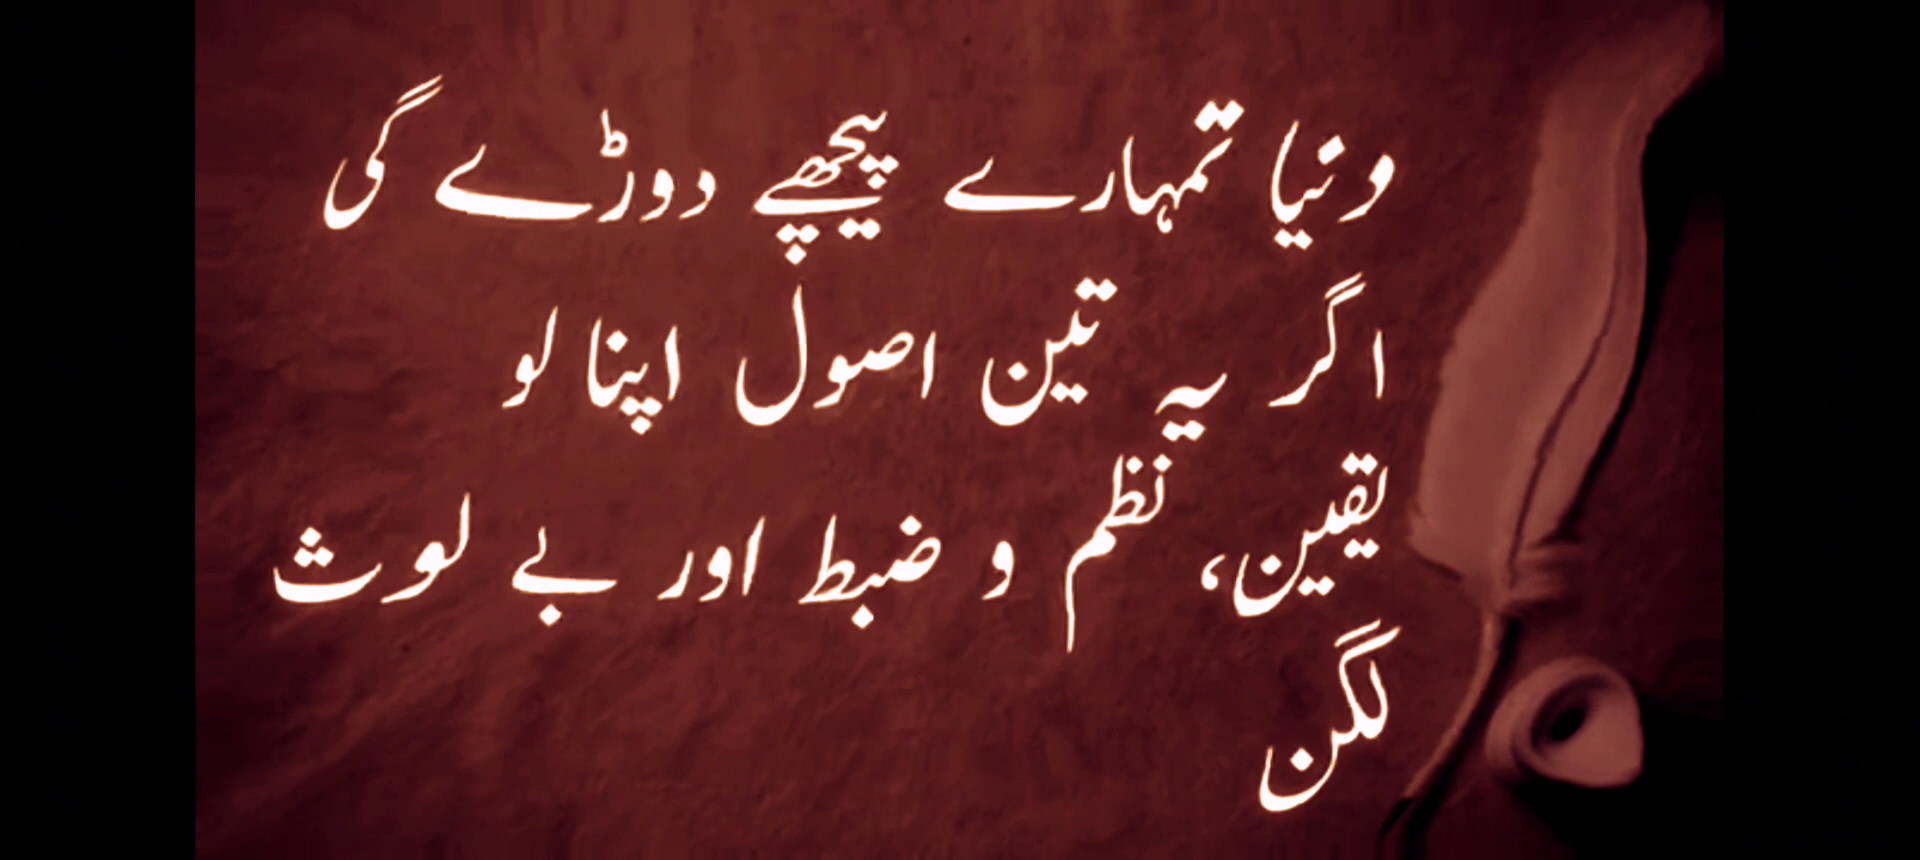 دنیا تمہارے پیچھے دوڑے گی
اگر یہ تین اصول اپنا لو
یقین، نظم و ضبط اور بے لوث
لگن